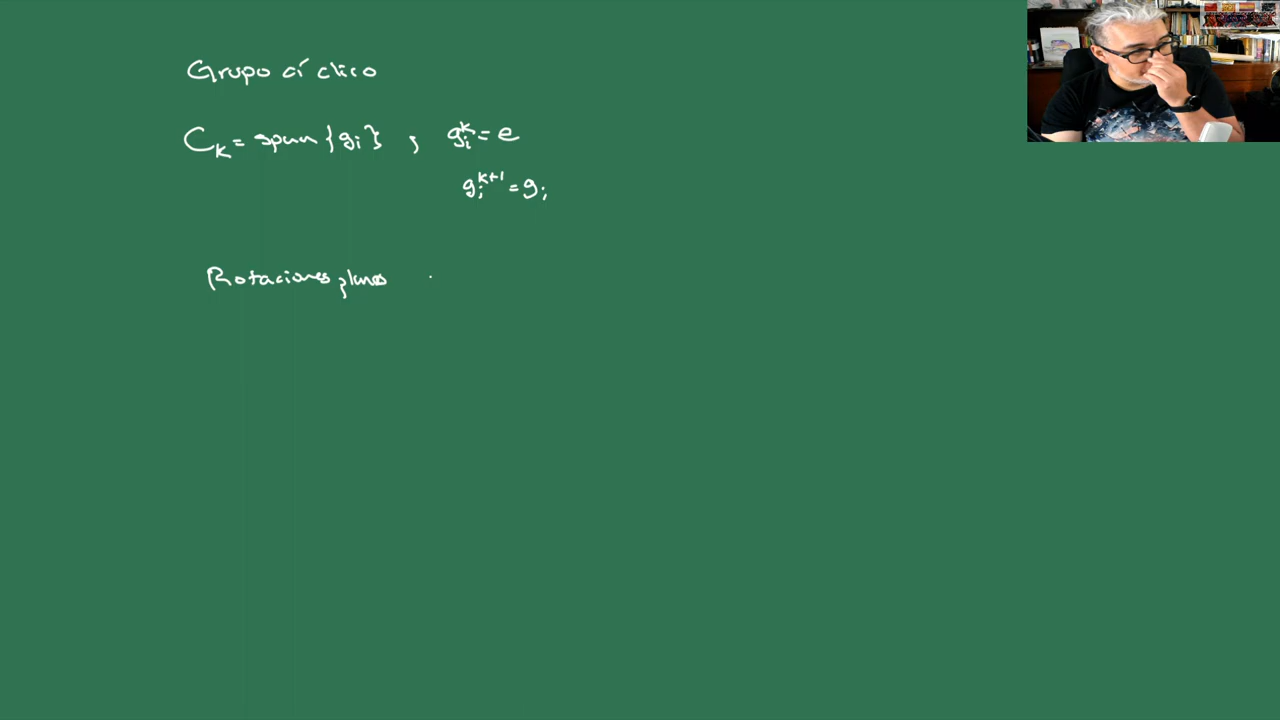 Grupo cíclico
C_k = span {g_i} ; g_i^k = e
g_i^{k+1} = g_i
Rotaciones planas